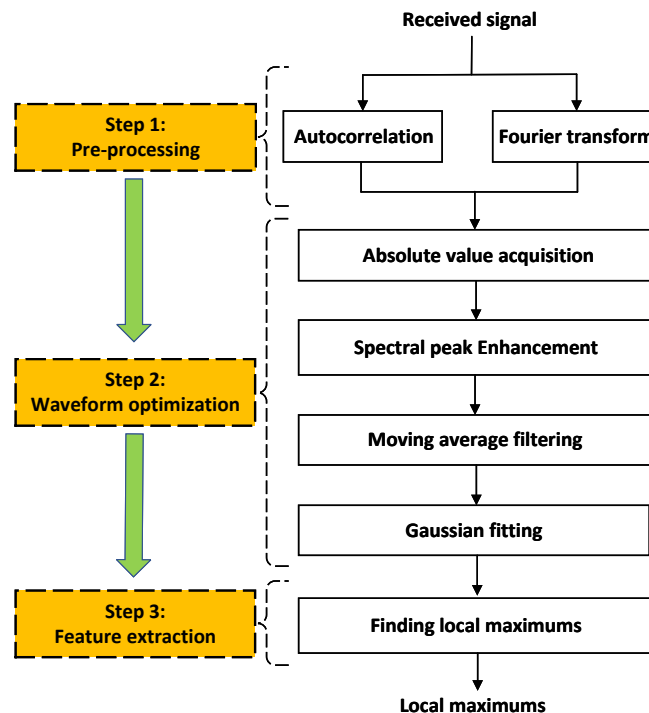 Received signal
Step 1:
Pre-processing
Autocorrelation
Fourier transform
Absolute value acquisition
Spectral peak Enhancement
Step 2:
Waveform optimization
Moving average filtering
Gaussian fitting
Step 3:
Feature extraction
Finding local maximums
Local maximums